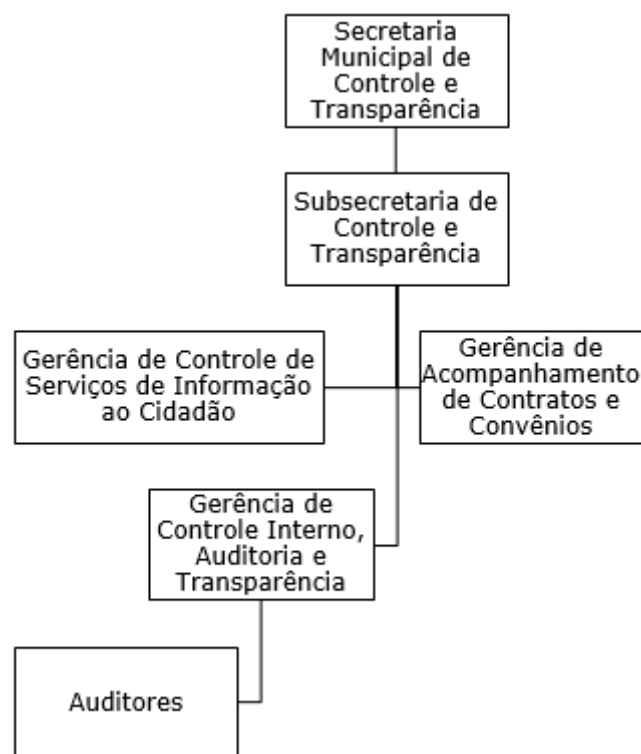 Secretaria
Municipal de
Controle e
Transparência
Subsecretaria de
Controle e
Transparência
Gerência de Controle de
Serviços de Informação
ao Cidadão
Gerência de
Acompanhamento
de Contratos e
Convênios
Gerência de
Controle Interno,
Auditoria e
Transparência
Auditores